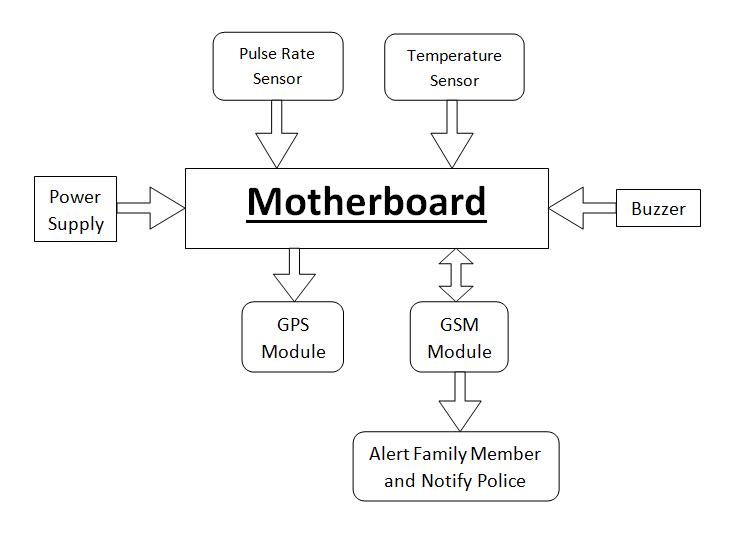 Pulse Rate
Sensor
Temperature
Sensor
Power
Supply
Motherboard
Buzzer
GPS
Module
GSM
Module
Alert Family Member
and Notify Police